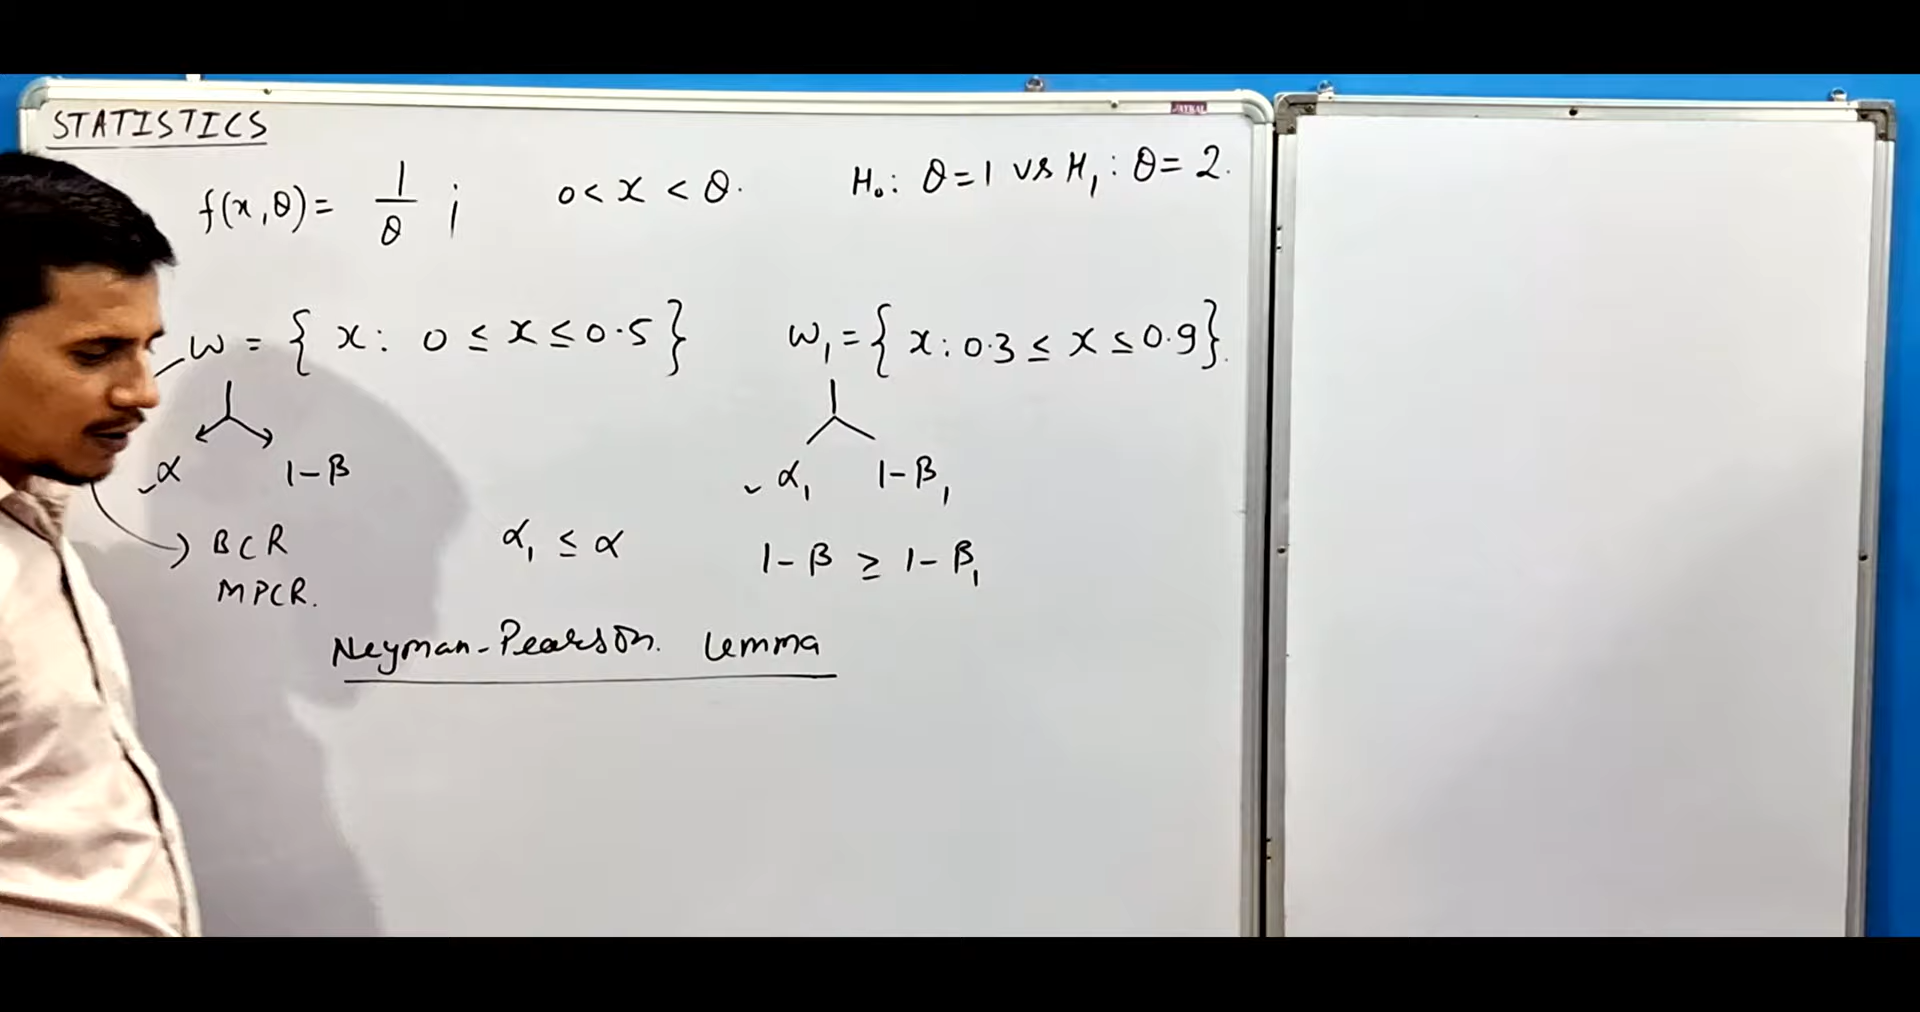 JAYPAL
STATISTICS
f(x,θ) = 1/θ ; 0 < x < θ. H₀: θ=1 vs H₁: θ=2.
W = { x: 0 ≤ x ≤ 0.5 } W₁ = { x: 0.3 ≤ x ≤ 0.9 }.
α 1-β α₁ 1-β₁
BCR α₁ ≤ α 1-β ≥ 1-β₁
MPCR.
Neyman-Pearson. Lemma